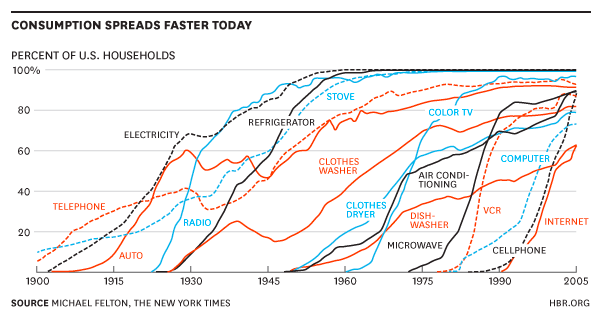 CONSUMPTION SPREADS FASTER TODAY
PERCENT OF U.S. HOUSEHOLDS
100%
80
60
40
20
STOVE
ELECTRICITY
REFRIGERATOR
COLOR TV
TELEPHONE
RADIO
AUTO
CLOTHES
WASHER
CLOTHES
DRYER
AIR CONDI-
TIONING
DISH-
WASHER
MICROWAVE
COMPUTER
VCR
CELLPHONE
INTERNET
1900
1915
1930
1945
1960
1975
1990
2005
SOURCE MICHAEL FELTON, THE NEW YORK TIMES
HBR.ORG